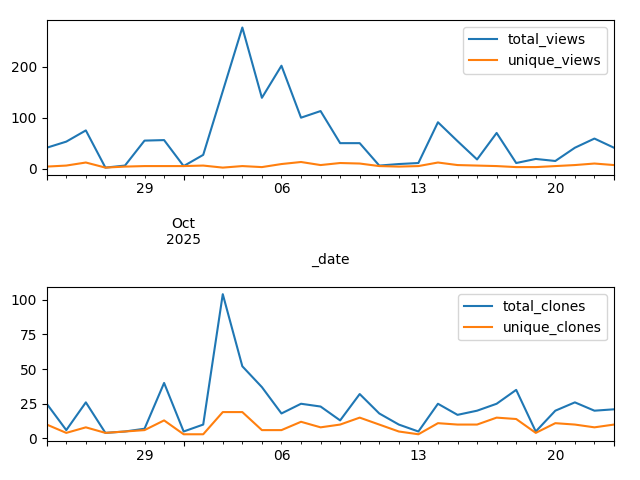 total_views
unique_views
200
100
0
29
06
13
20
Oct
2025
_date
total_clones
unique_clones
100
75
50
25
0
29
06
13
20